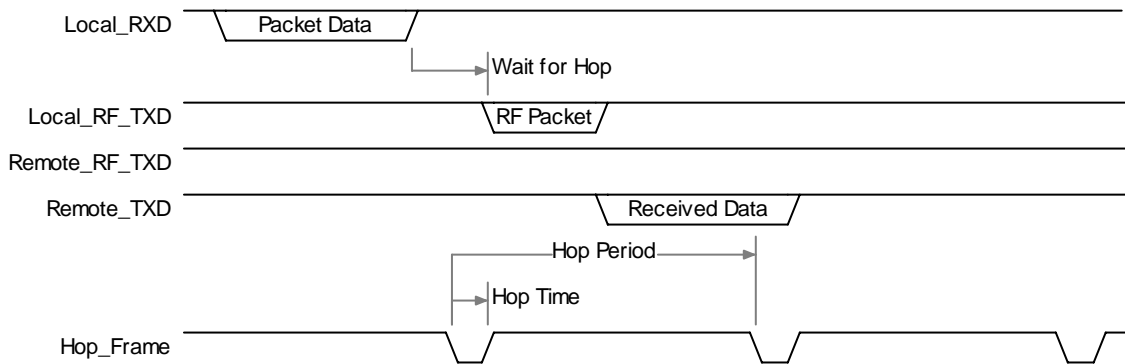 Local_RXD
Packet Data
Wait for Hop
Local_RF_TXD
RF Packet
Remote_RF_TXD
Remote_TXD
Received Data
Hop Period
Hop Time
Hop_Frame